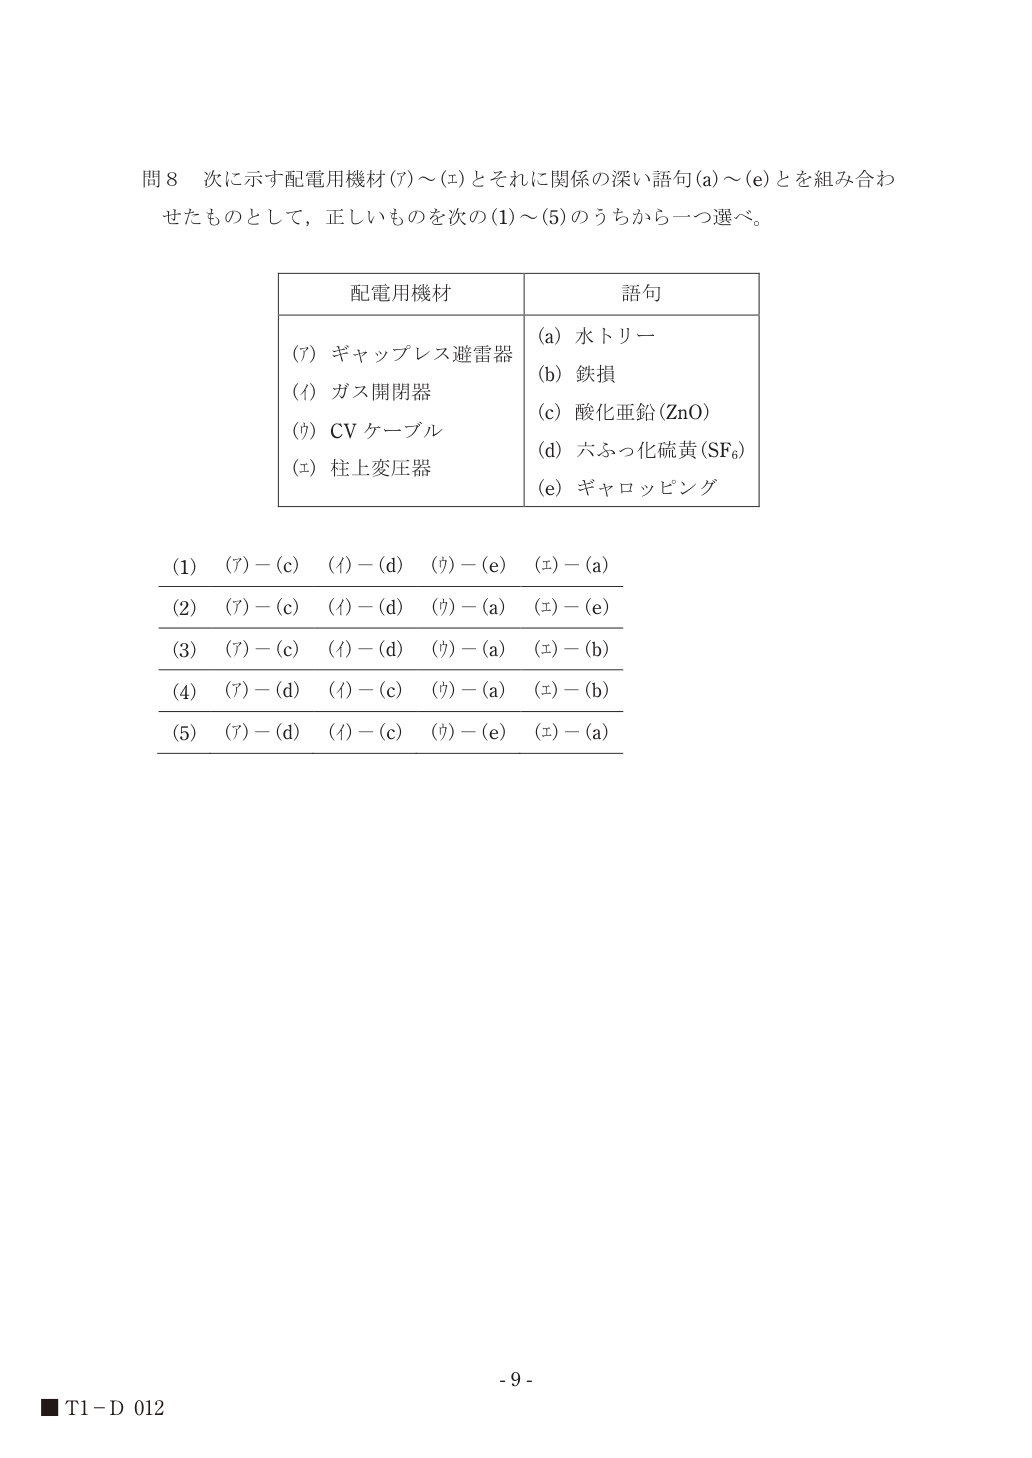 問８　次に示す配電用機材(ｱ)～(ｴ)とそれに関係の深い語句(a)～(e)とを組み合わ
せたものとして，正しいものを次の(1)～(5)のうちから一つ選べ。
配電用機材　語句
(ｱ) ギャップレス避雷器
(ｲ) ガス開閉器
(ｳ) CV ケーブル
(ｴ) 柱上変圧器
(a) 水トリー
(b) 鉄損
(c) 酸化亜鉛(ZnO)
(d) 六ふっ化硫黄(SF₆)
(e) ギャロッピング
(1) (ｱ)－(c) (ｲ)－(d) (ｳ)－(e) (ｴ)－(a)
(2) (ｱ)－(c) (ｲ)－(d) (ｳ)－(a) (ｴ)－(e)
(3) (ｱ)－(c) (ｲ)－(d) (ｳ)－(a) (ｴ)－(b)
(4) (ｱ)－(d) (ｲ)－(c) (ｳ)－(a) (ｴ)－(b)
(5) (ｱ)－(d) (ｲ)－(c) (ｳ)－(e) (ｴ)－(a)
- 9 -
■ T1－D 012